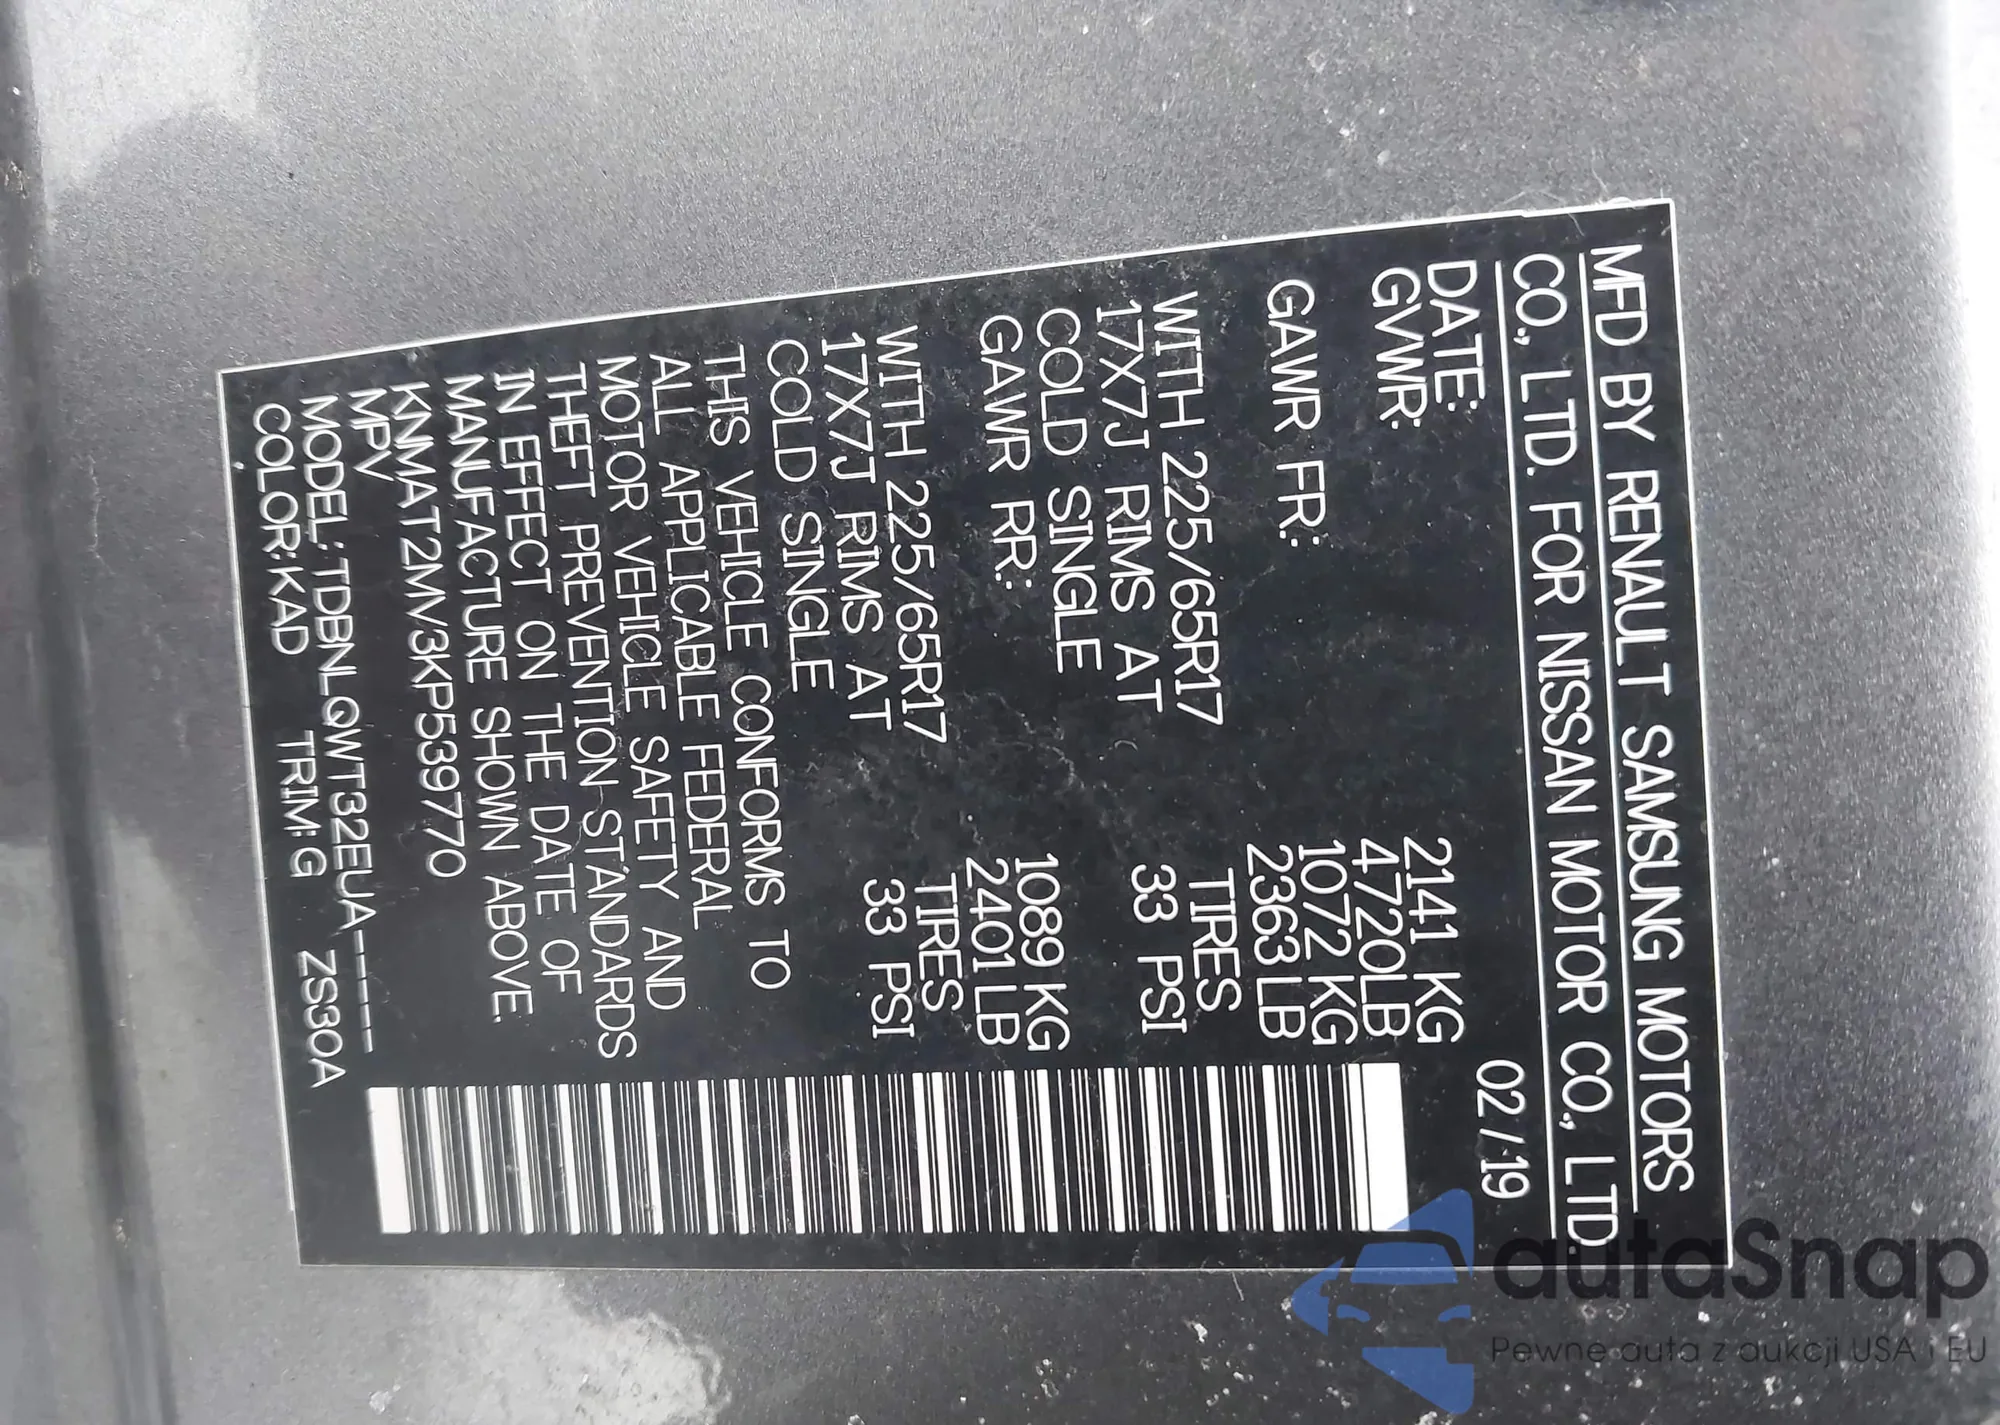 MFD BY RENAULT SAMSUNG MOTORS
CO., LTD. FOR NISSAN MOTOR CO., LTD.
DATE: 02/19
GVWR: 2141 KG
4720LB
GAWR FR: 1072 KG
2363 LB
WITH 225/65R17 TIRES
17X7J RIMS AT 33 PSI
COLD SINGLE
GAWR RR: 1089 KG
2401 LB
WITH 225/65R17 TIRES
17X7J RIMS AT 33 PSI
COLD SINGLE
THIS VEHICLE CONFORMS TO
ALL APPLICABLE FEDERAL
MOTOR VEHICLE SAFETY AND
THEFT PREVENTION STANDARDS
IN EFFECT ON THE DATE OF
MANUFACTURE SHOWN ABOVE.
KNMAT2MV3KP539770
MPV
MODEL: TDBNLQWT32EUA-----
COLOR: KAD TRIM: G ZS30A
autaSnap
Pewne auta z aukcji USA i EU